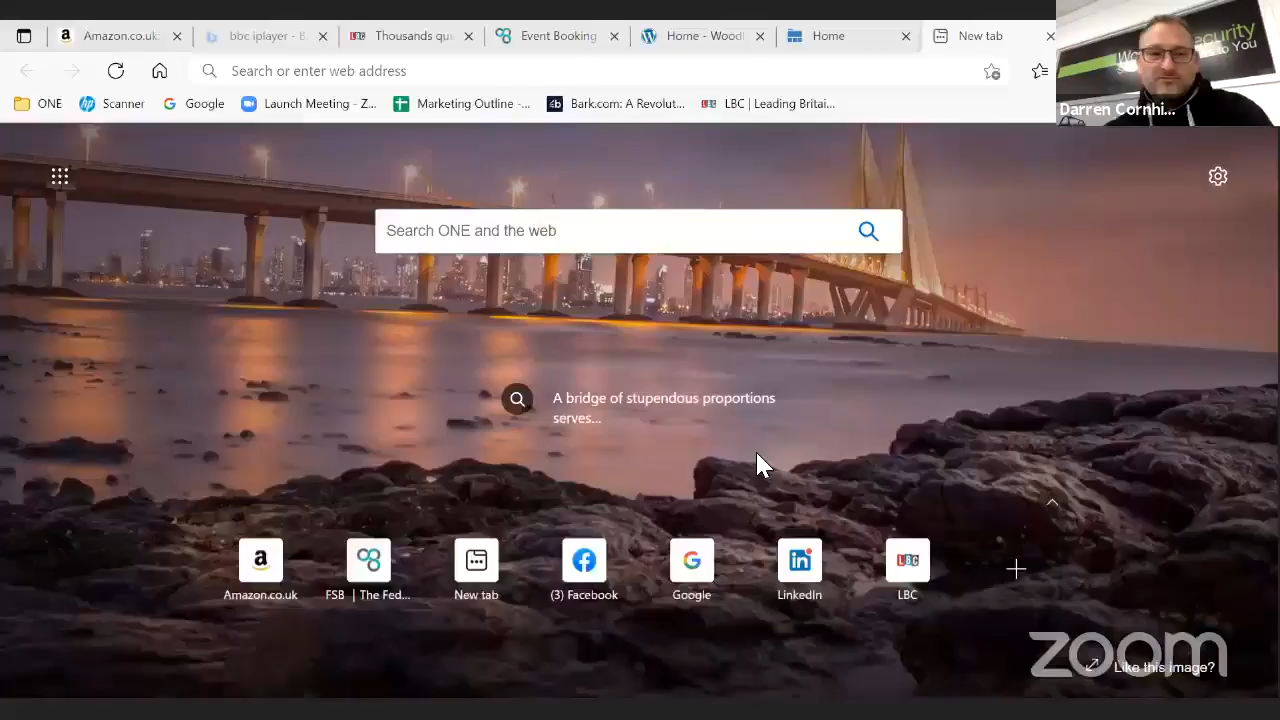 Amazon.co.uk
bbc iplayer - B
Thousands qu
Event Booking
Home - Woodl
Home
New tab
Search or enter web address
ONE
Scanner
Google
Launch Meeting - Z...
Marketing Outline -...
Bark.com: A Revolut...
LBC | Leading Britai...
Darren Cornhi...
Search ONE and the web
A bridge of stupendous proportions
serves...
Amazon.co.uk
FSB | The Fed...
New tab
(3) Facebook
Google
LinkedIn
LBC
zoom
Like this image?